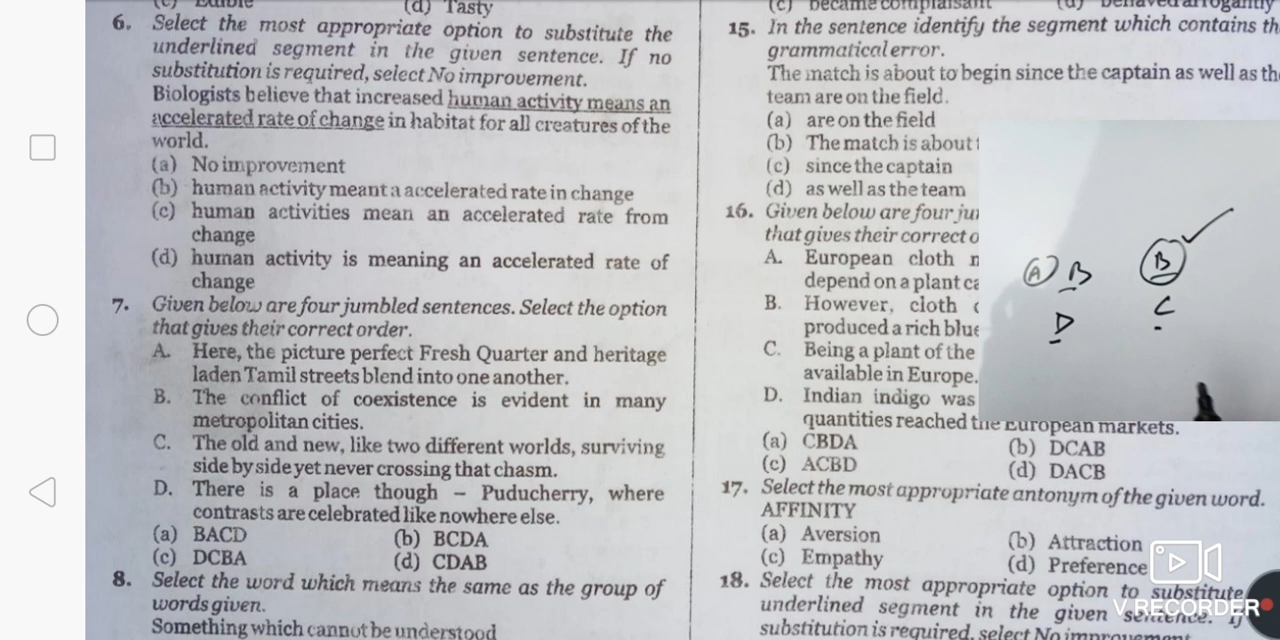 (c) Edible
(d) Tasty
6. Select the most appropriate option to substitute the
underlined segment in the given sentence. If no
substitution is required, select No improvement.
Biologists believe that increased human activity means an
accelerated rate of change in habitat for all creatures of the
world.
(a) No improvement
(b) human activity meant a accelerated rate in change
(c) human activities mean an accelerated rate from
change
(d) human activity is meaning an accelerated rate of
change
7. Given below are four jumbled sentences. Select the option
that gives their correct order.
A. Here, the picture perfect Fresh Quarter and heritage
laden Tamil streets blend into one another.
B. The conflict of coexistence is evident in many
metropolitan cities.
C. The old and new, like two different worlds, surviving
side by side yet never crossing that chasm.
D. There is a place though – Puducherry, where
contrasts are celebrated like nowhere else.
(a) BACD
(b) BCDA
(c) DCBA
(d) CDAB
8. Select the word which means the same as the group of
words given.
Something which cannot be understood
(c) became complaisant
(d) behaved arrogantly
15. In the sentence identify the segment which contains th
grammatical error.
The match is about to begin since the captain as well as the
team are on the field.
(a) are on the field
(b) The match is about
(c) since the captain
(d) as well as the team
16. Given below are four ju
that gives their correct o
A. European cloth
depend on a plant ca
B. However, cloth
produced a rich blue
C. Being a plant of the
available in Europe.
D. Indian indigo was
quantities reached the European markets.
(a) CBDA
(b) DCAB
(c) ACBD
(d) DACB
17. Select the most appropriate antonym of the given word.
AFFINITY
(a) Aversion
(b) Attraction
(c) Empathy
(d) Preference
18. Select the most appropriate option to substitute
underlined segment in the given sentence. If
substitution is required, select No improvemen
A B
B
D
C
V RECORDER